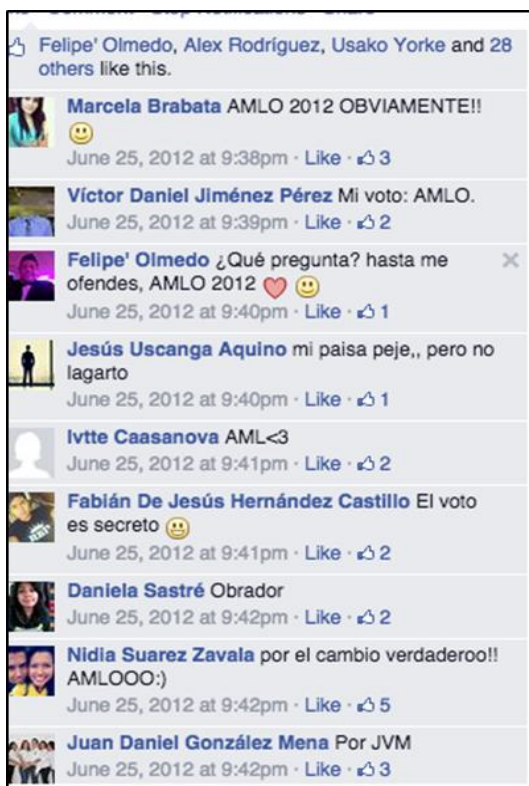 Felipe' Olmedo, Alex Rodríguez, Usako Yorke and 28
others like this.
Marcela Brabata AMLO 2012 OBVIAMENTE!!
June 25, 2012 at 9:38pm · Like · 3
Víctor Daniel Jiménez Pérez Mi voto: AMLO.
June 25, 2012 at 9:39pm · Like · 2
Felipe' Olmedo ¿Qué pregunta? hasta me
ofendes, AMLO 2012
June 25, 2012 at 9:40pm · Like · 1
Jesús Uscanga Aquino mi paisa peje,, pero no
lagarto
June 25, 2012 at 9:40pm · Like · 1
Ivtte Caasanova AML<3
June 25, 2012 at 9:41pm · Like · 2
Fabián De Jesús Hernández Castillo El voto
es secreto
June 25, 2012 at 9:41pm · Like · 2
Daniela Sastré Obrador
June 25, 2012 at 9:42pm · Like · 2
Nidia Suarez Zavala por el cambio verdaderoo!!
AMLOOO:)
June 25, 2012 at 9:42pm · Like · 5
Juan Daniel González Mena Por JVM
June 25, 2012 at 9:42pm · Like · 3